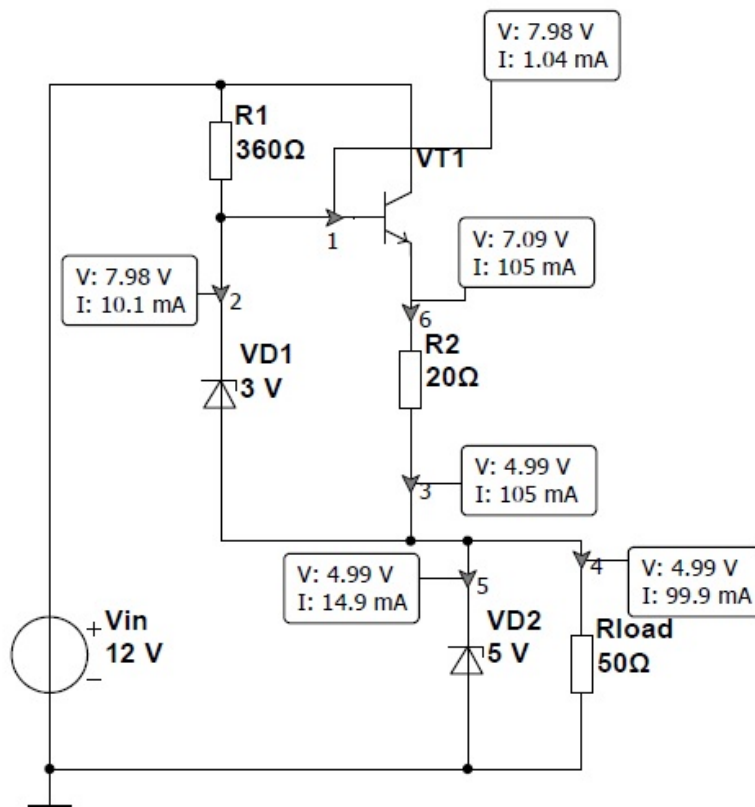 V: 7.98 V
I: 1.04 mA
R1
360Ω
VT1
1
V: 7.09 V
I: 105 mA
V: 7.98 V
I: 10.1 mA
2
6
R2
20Ω
VD1
3 V
V: 4.99 V
I: 105 mA
3
V: 4.99 V
I: 14.9 mA
5
4
V: 4.99 V
I: 99.9 mA
Vin
12 V
+
−
VD2
5 V
Rload
50Ω